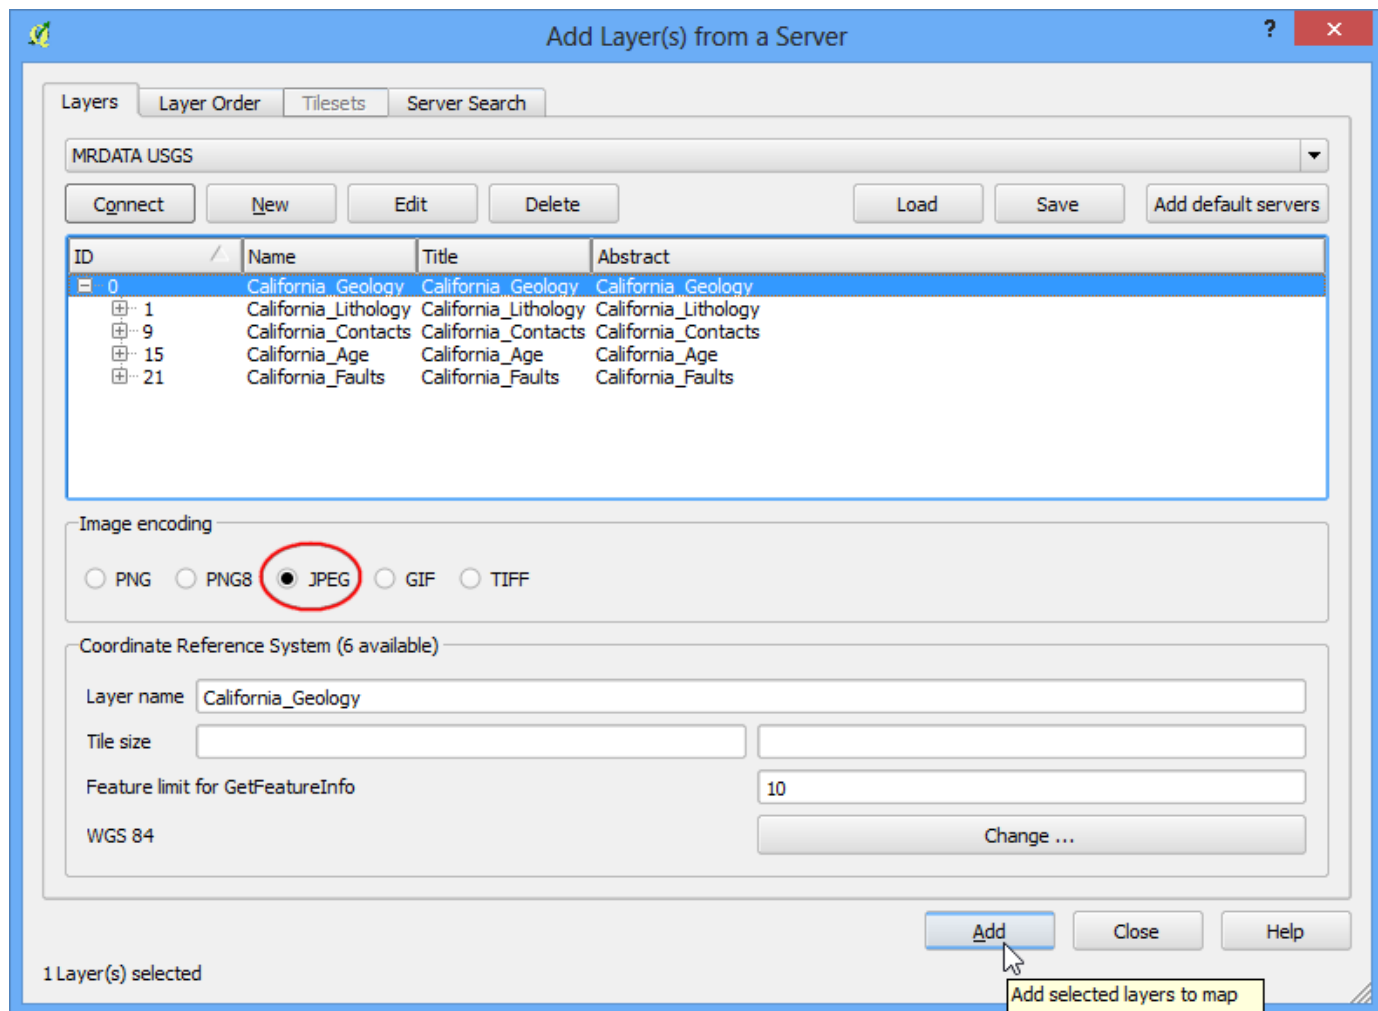 Add Layer(s) from a Server ? ×
Layers Layer Order Tilesets Server Search
MRDATA USGS
Connect New Edit Delete Load Save Add default servers
ID Name Title Abstract
0 California_Geology California_Geology California_Geology
1 California_Lithology California_Lithology California_Lithology
9 California_Contacts California_Contacts California_Contacts
15 California_Age California_Age California_Age
21 California_Faults California_Faults California_Faults
Image encoding
PNG PNG8 JPEG GIF TIFF
Coordinate Reference System (6 available)
Layer name California_Geology
Tile size
Feature limit for GetFeatureInfo 10
WGS 84 Change ...
Add Close Help
1 Layer(s) selected
Add selected layers to map